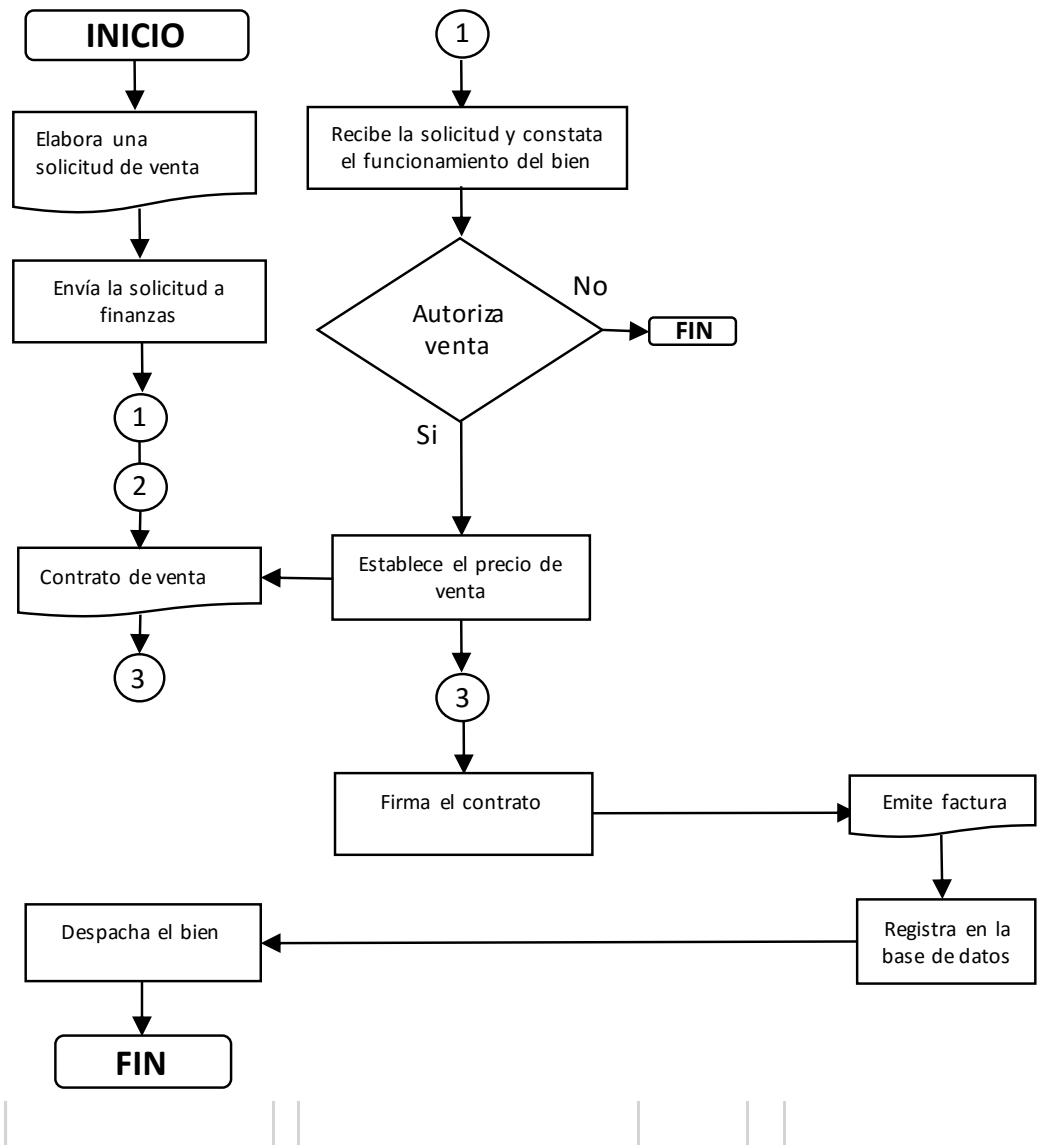 INICIO
Elabora una
solicitud de venta
Envía la solicitud a
finanzas
1
2
Contrato de venta
3
1
Recibe la solicitud y constata
el funcionamiento del bien
Autoriza
venta
No
FIN
Si
Establece el precio de
venta
3
Firma el contrato
Emite factura
Registra en la
base de datos
Despacha el bien
FIN